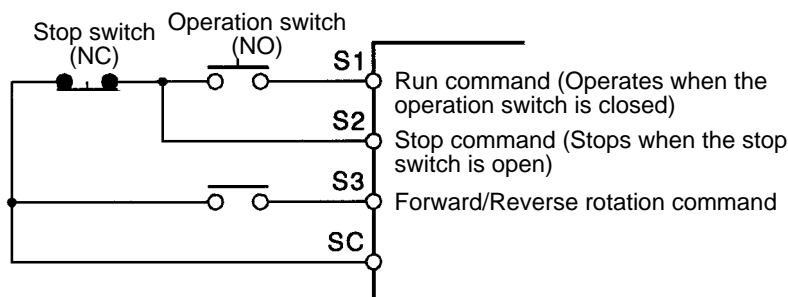 Stop switch
(NC)
Operation switch
(NO)
S1
Run command (Operates when the
operation switch is closed)
S2
Stop command (Stops when the stop
switch is open)
S3
Forward/Reverse rotation command
SC